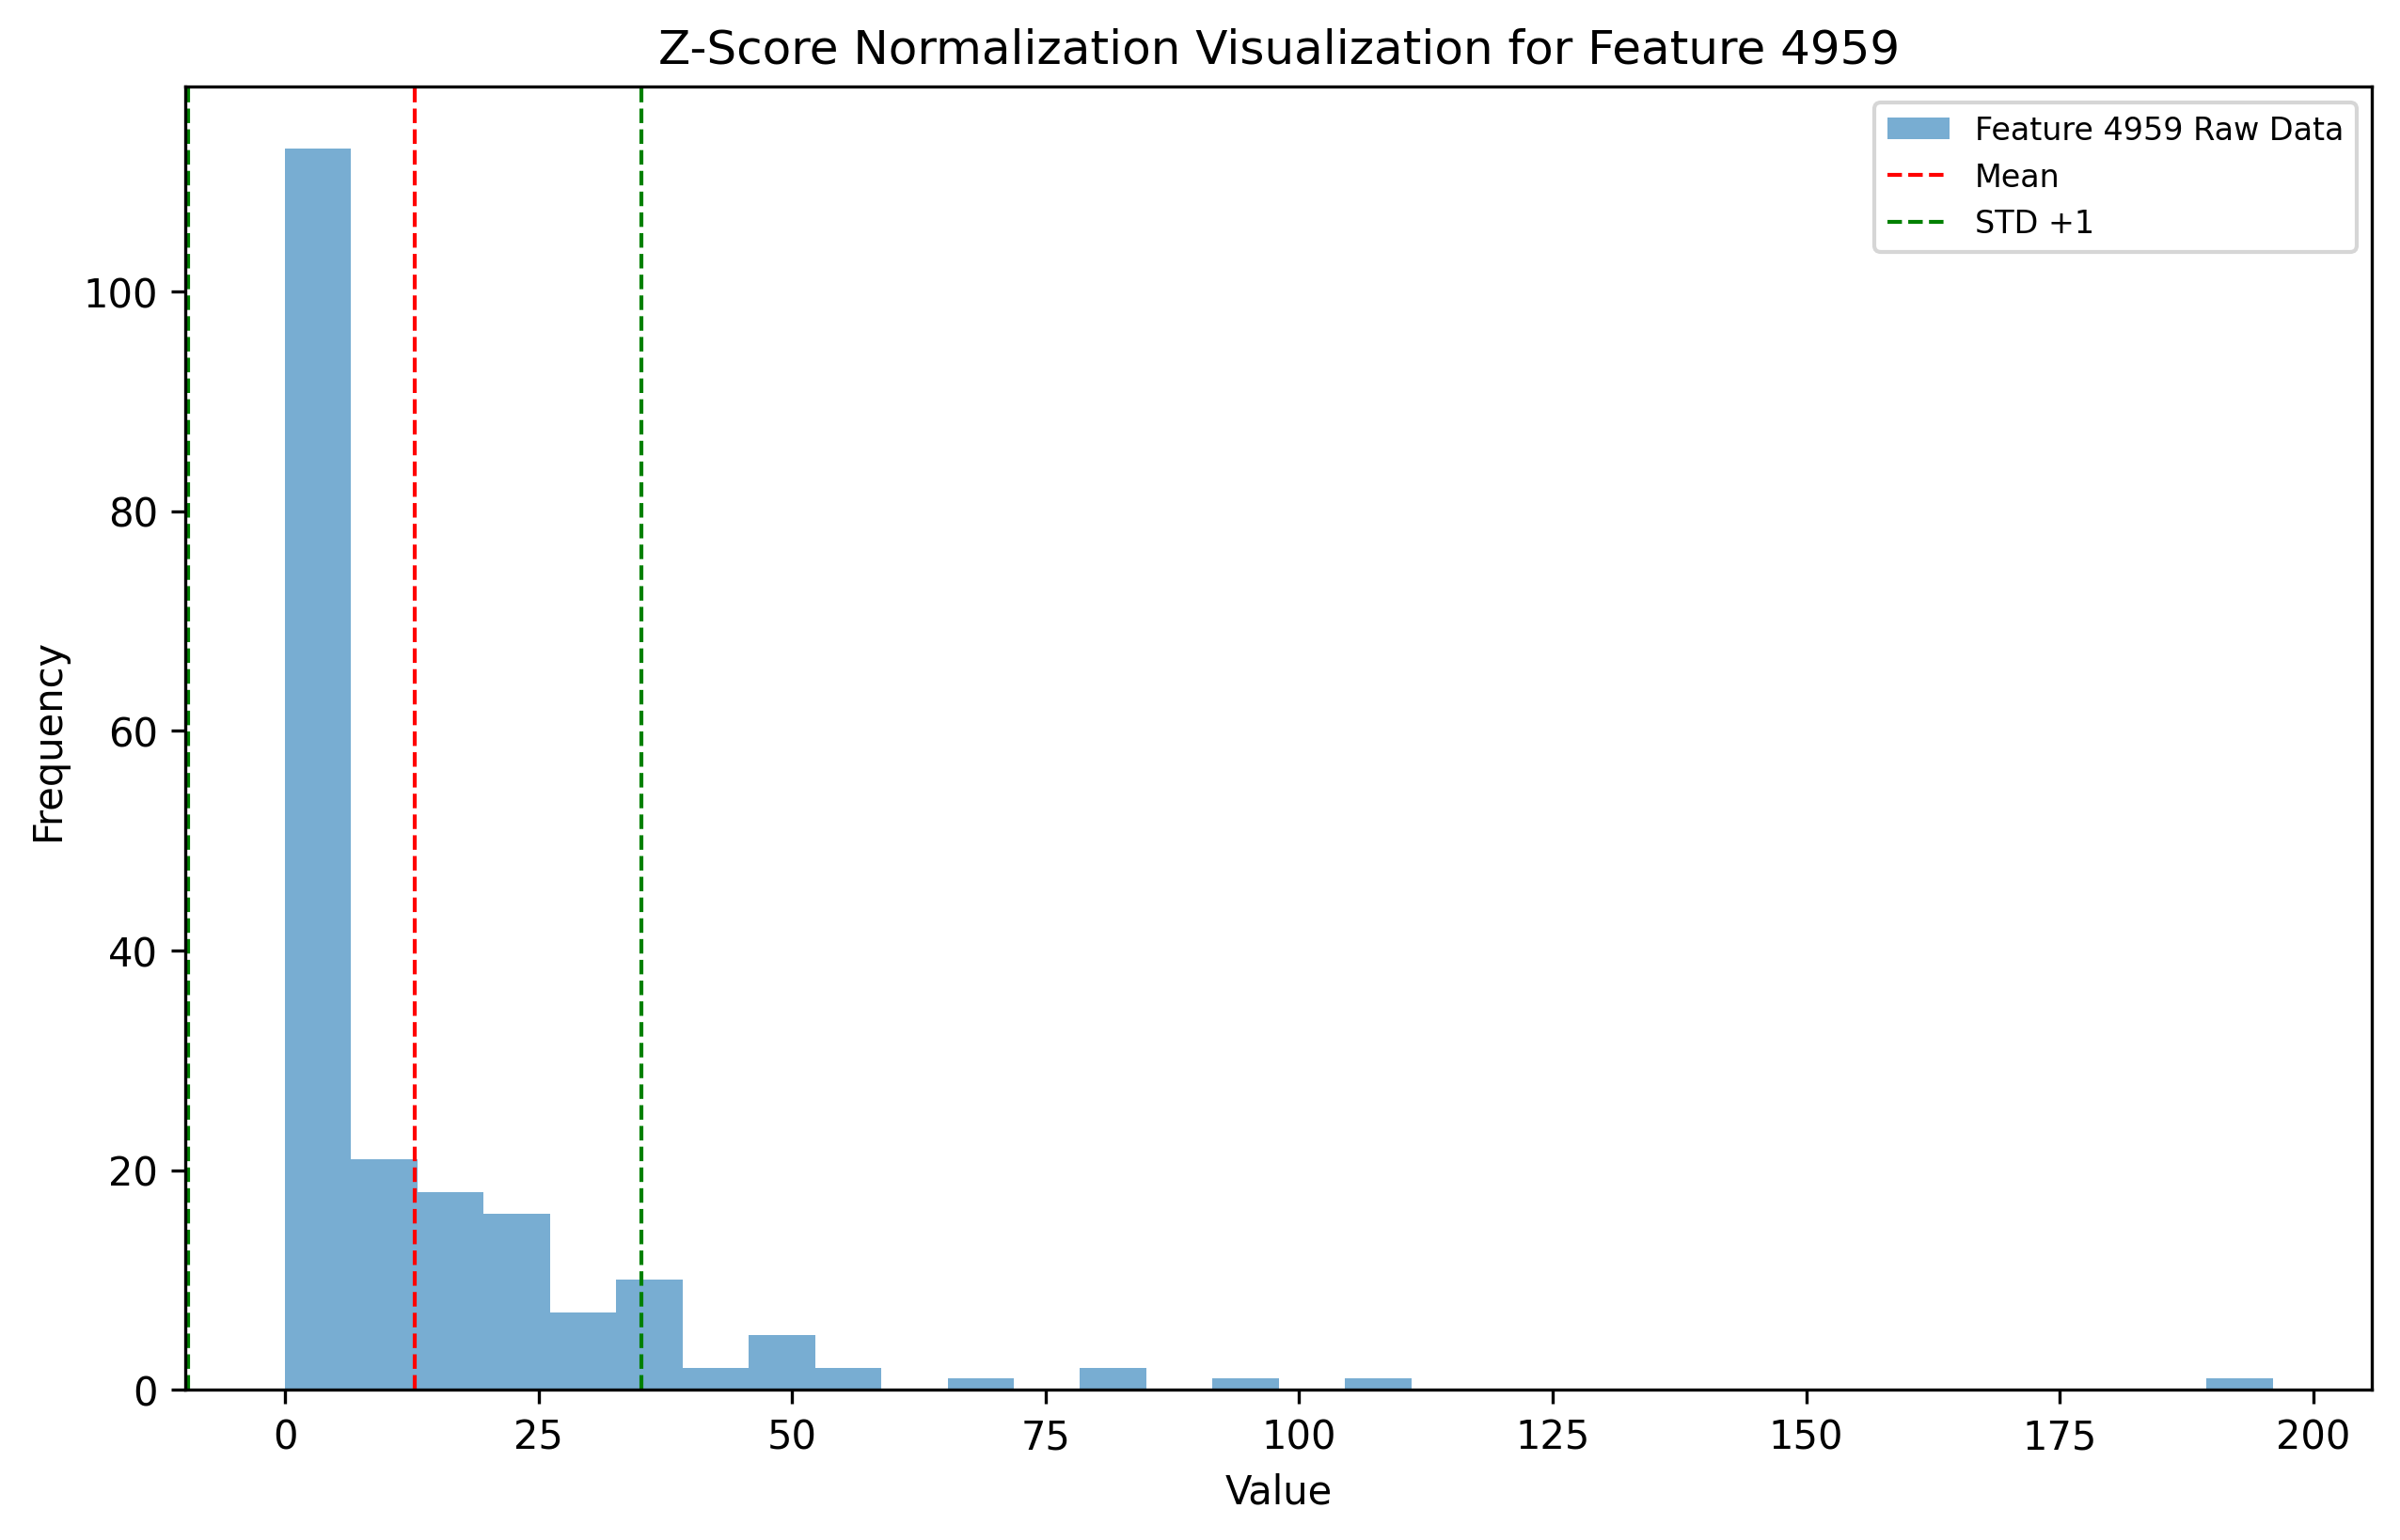 Z-Score Normalization Visualization for Feature 4959
Feature 4959 Raw Data
Mean
STD +1
Frequency
100
80
60
40
20
0
0 25 50 75 100 125 150 175 200
Value